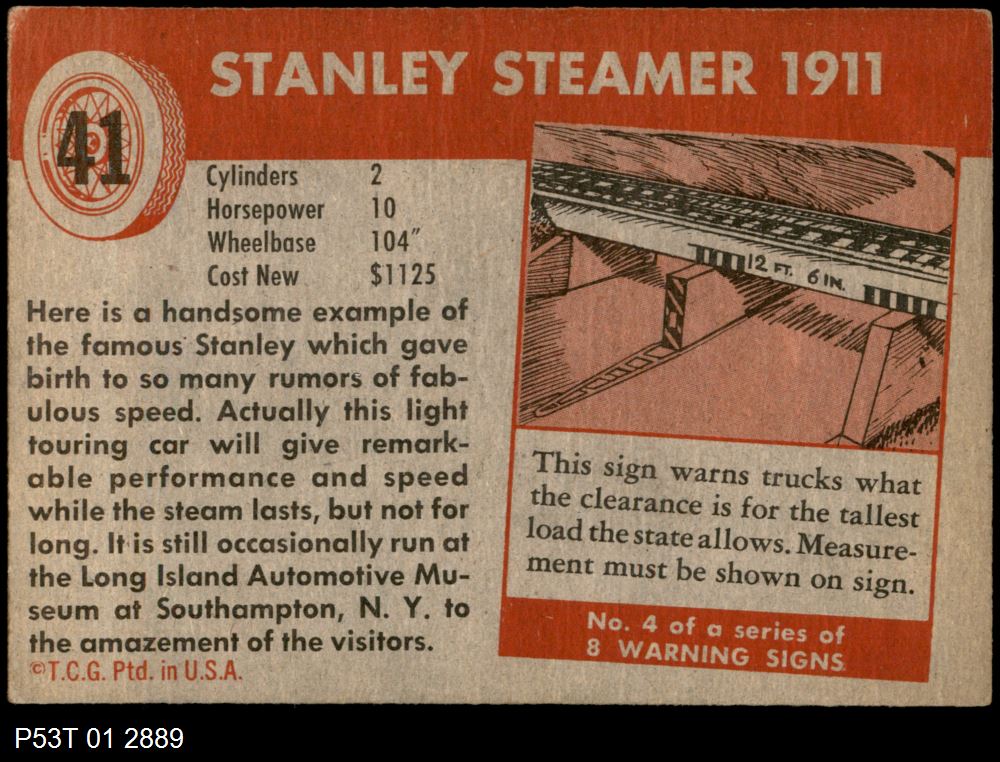 STANLEY STEAMER 1911
41
Cylinders 2
Horsepower 10
Wheelbase 104"
Cost New $1125
Here is a handsome example of
the famous Stanley which gave
birth to so many rumors of fab-
ulous speed. Actually this light
touring car will give remark-
able performance and speed
while the steam lasts, but not for
long. It is still occasionally run at
the Long Island Automotive Mu-
seum at Southampton, N. Y. to
the amazement of the visitors.
©T.C.G. Ptd. in U.S.A.
12 FT. 6 IN.
This sign warns trucks what
the clearance is for the tallest
load the state allows. Measure-
ment must be shown on sign.
No. 4 of a series of
8 WARNING SIGNS
P53T 01 2889